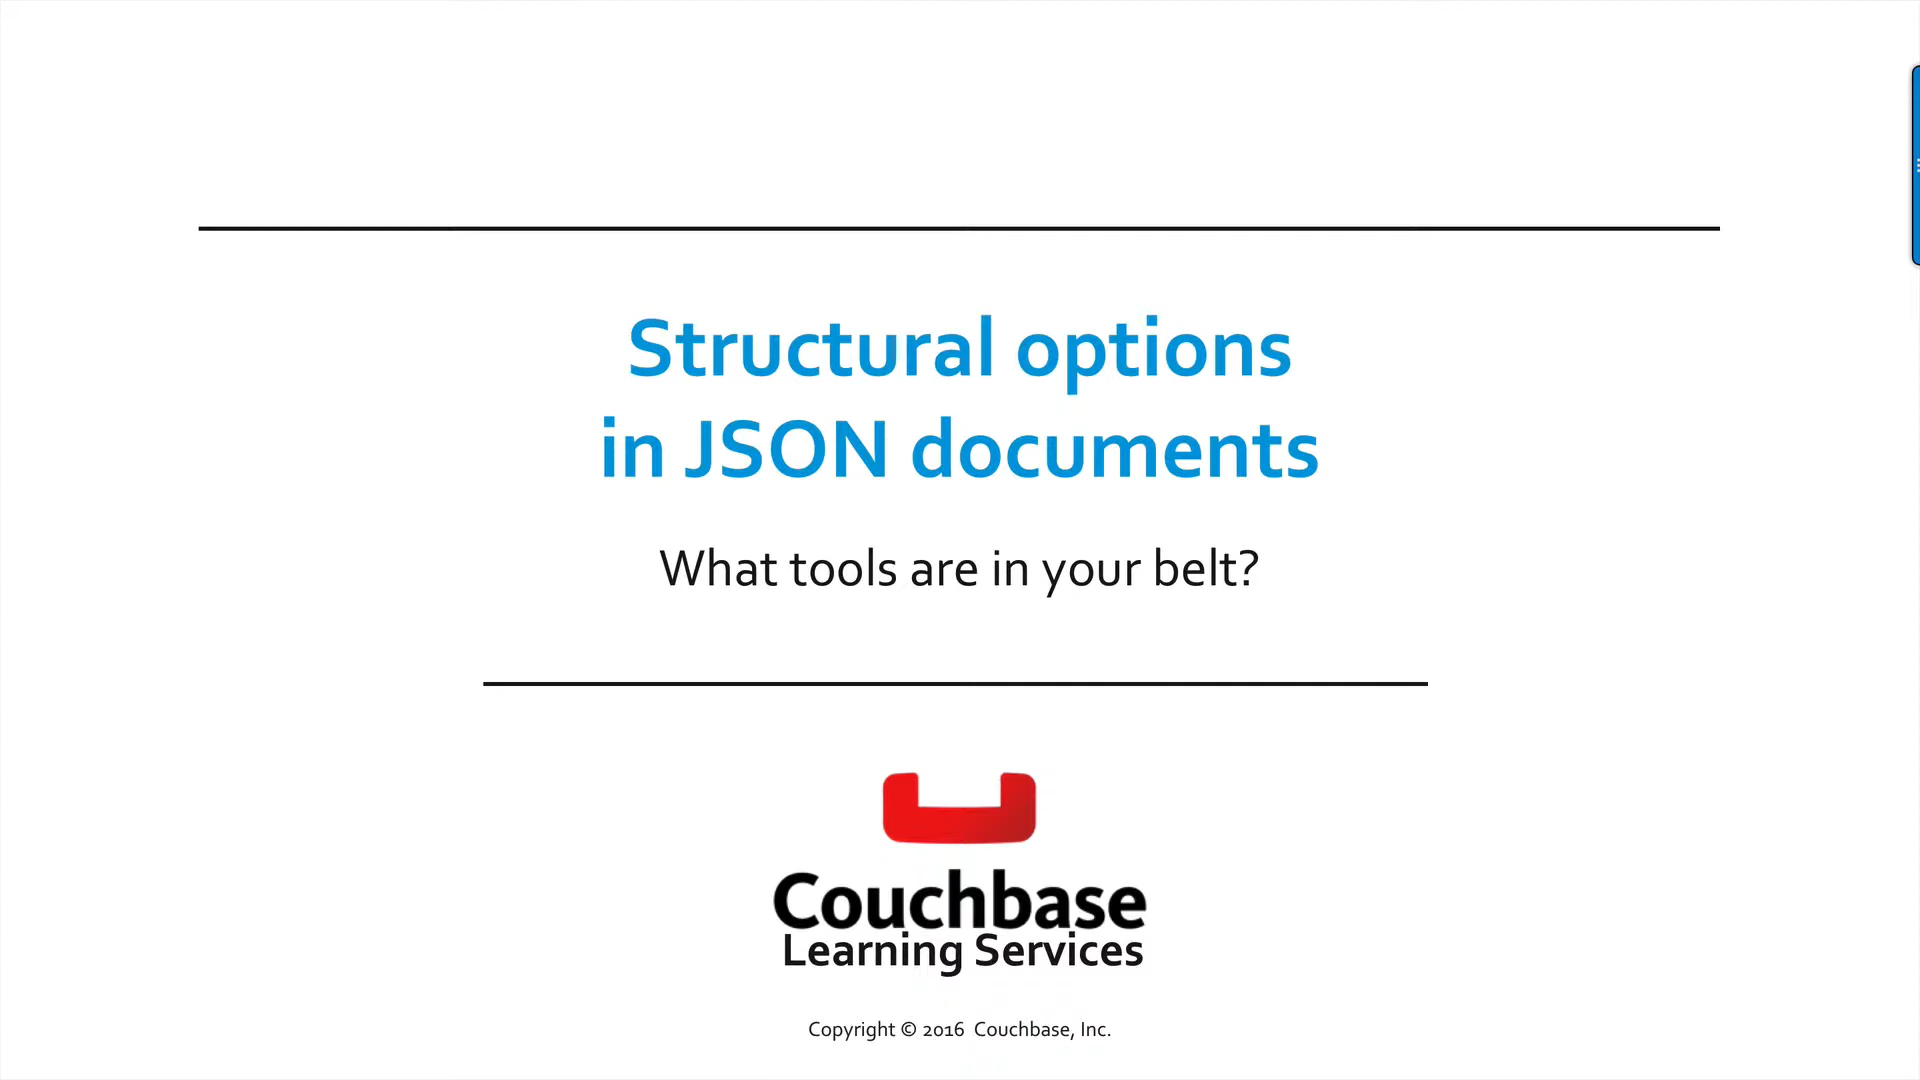 Structural options
in JSON documents
What tools are in your belt?
Couchbase
Learning Services
Copyright © 2016 Couchbase, Inc.